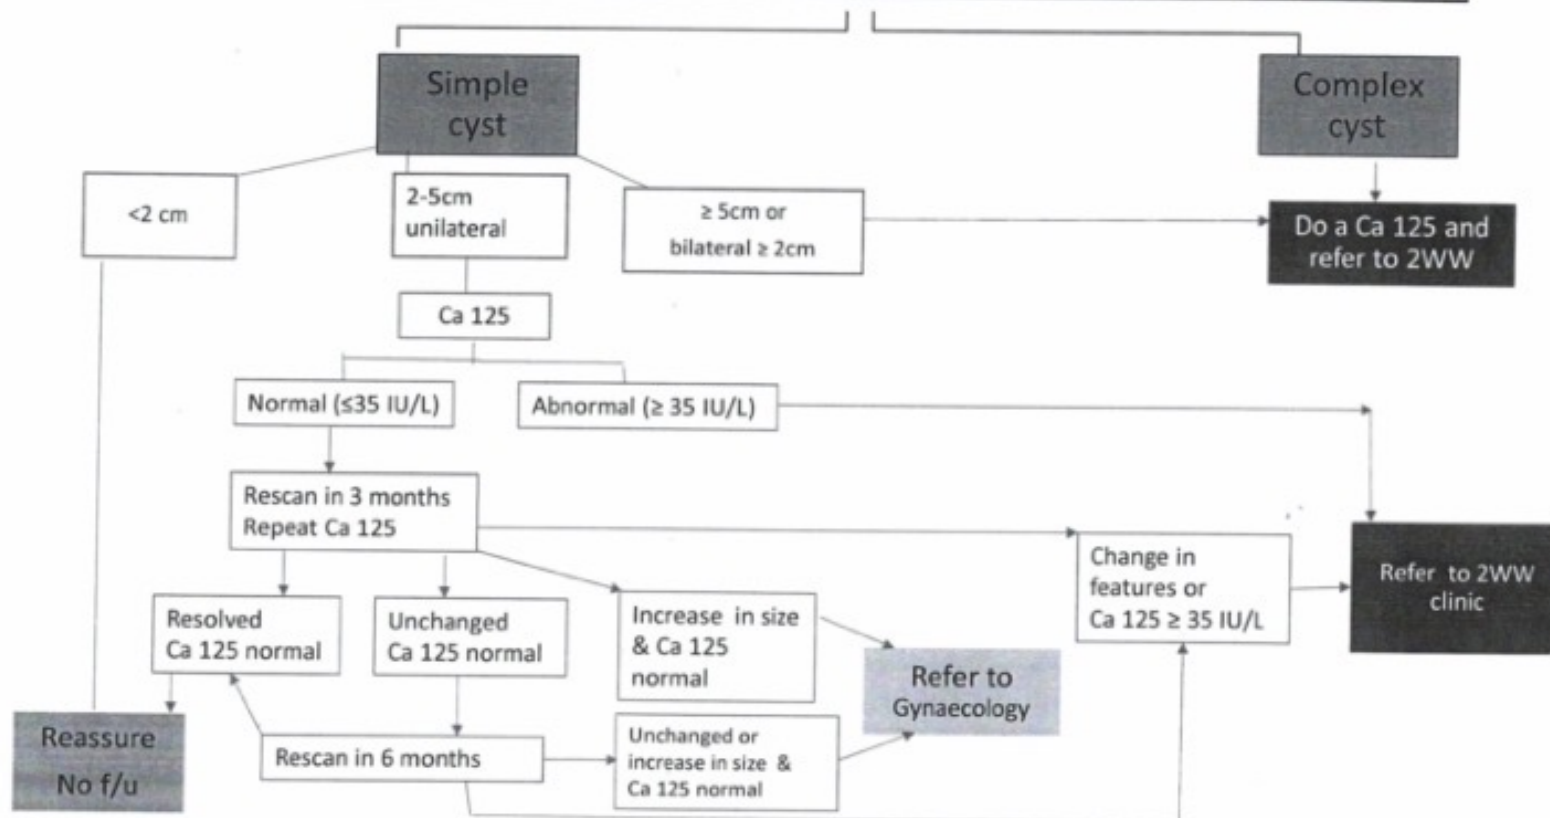 Simple
cyst
Complex
cyst
<2 cm
2-5cm
unilateral
≥ 5cm or
bilateral ≥ 2cm
Do a Ca 125 and
refer to 2WW
Ca 125
Normal (≤35 IU/L)
Abnormal (≥ 35 IU/L)
Rescan in 3 months
Repeat Ca 125
Change in
features or
Ca 125 ≥ 35 IU/L
Refer to 2WW
clinic
Resolved
Ca 125 normal
Unchanged
Ca 125 normal
Increase in size
& Ca 125
normal
Refer to
Gynaecology
Reassure
No f/u
Rescan in 6 months
Unchanged or
increase in size &
Ca 125 normal